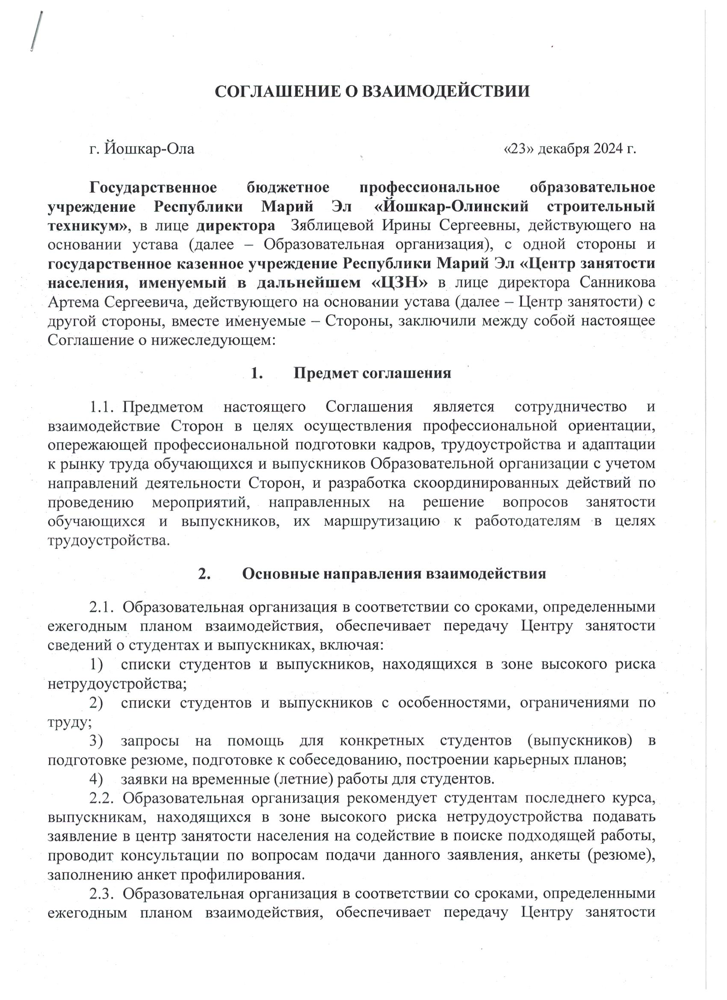 СОГЛАШЕНИЕ О ВЗАИМОДЕЙСТВИИ
г. Йошкар-Ола «23» декабря 2024 г.
Государственное бюджетное профессиональное образовательное
учреждение Республики Марий Эл «Йошкар-Олинский строительный
техникум», в лице директора Зяблицевой Ирины Сергеевны, действующего на
основании устава (далее – Образовательная организация), с одной стороны и
государственное казенное учреждение Республики Марий Эл «Центр занятости
населения, именуемый в дальнейшем «ЦЗН» в лице директора Санникова
Артема Сергеевича, действующего на основании устава (далее – Центр занятости) с
другой стороны, вместе именуемые – Стороны, заключили между собой настоящее
Соглашение о нижеследующем:
1. Предмет соглашения
1.1. Предметом настоящего Соглашения является сотрудничество и
взаимодействие Сторон в целях осуществления профессиональной ориентации,
опережающей профессиональной подготовки кадров, трудоустройства и адаптации
к рынку труда обучающихся и выпускников Образовательной организации с учетом
направлений деятельности Сторон, и разработка скоординированных действий по
проведению мероприятий, направленных на решение вопросов занятости
обучающихся и выпускников, их маршрутизацию к работодателям в целях
трудоустройства.
2. Основные направления взаимодействия
2.1. Образовательная организация в соответствии со сроками, определенными
ежегодным планом взаимодействия, обеспечивает передачу Центру занятости
сведений о студентах и выпускниках, включая:
1) списки студентов и выпускников, находящихся в зоне высокого риска
нетрудоустройства;
2) списки студентов и выпускников с особенностями, ограничениями по
труду;
3) запросы на помощь для конкретных студентов (выпускников) в
подготовке резюме, подготовке к собеседованию, построении карьерных планов;
4) заявки на временные (летние) работы для студентов.
2.2. Образовательная организация рекомендует студентам последнего курса,
выпускникам, находящихся в зоне высокого риска нетрудоустройства подавать
заявление в центр занятости населения на содействие в поиске подходящей работы,
проводит консультации по вопросам подачи данного заявления, анкеты (резюме),
заполнению анкет профилирования.
2.3. Образовательная организация в соответствии со сроками, определенными
ежегодным планом взаимодействия, обеспечивает передачу Центру занятости